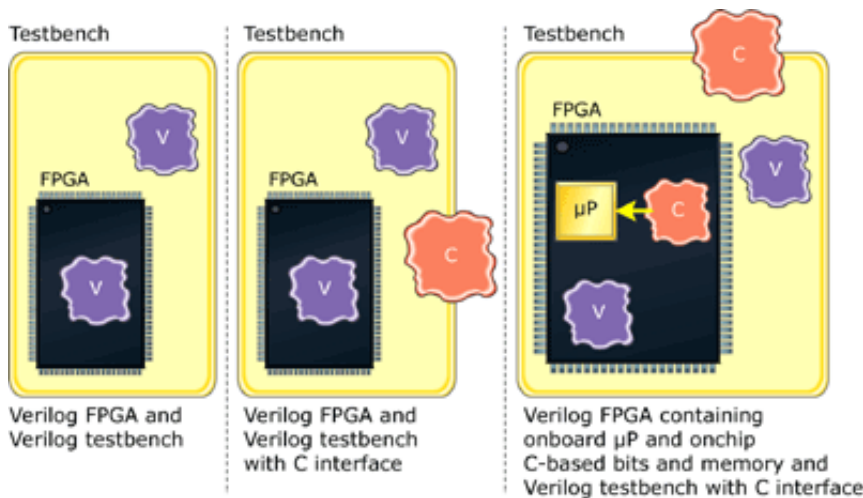 Testbench
V
FPGA
V
Verilog FPGA and
Verilog testbench
Testbench
V
FPGA
V
C
Verilog FPGA and
Verilog testbench
with C interface
Testbench
C
FPGA
V
µP
C
V
Verilog FPGA containing
onboard µP and onchip
C-based bits and memory and
Verilog testbench with C interface